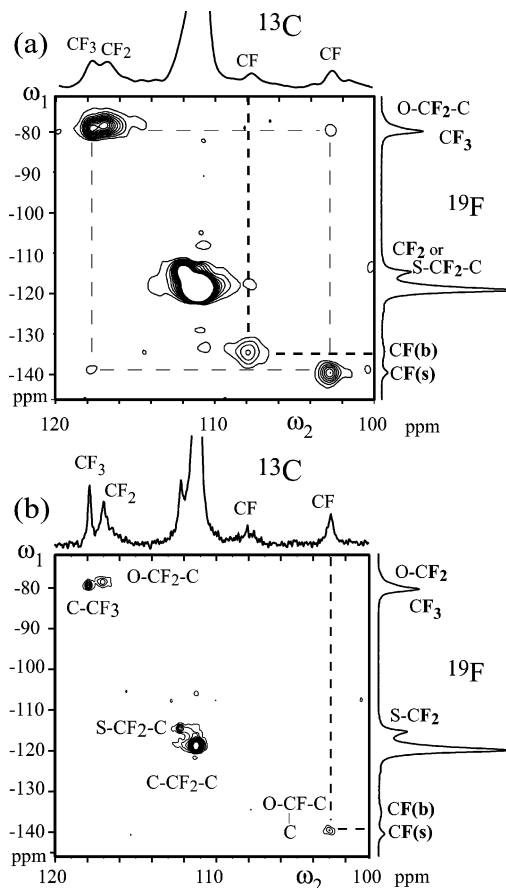 (a)
13C
CF3
CF2
CF
CF
ω1
-80
-90
-100
-110
-120
-130
-140
ppm
120
110
ω2
100
ppm
O-CF2-C
CF3
19F
CF2 or
S-CF2-C
CF(b)
CF(s)
(b)
13C
CF3
CF2
CF
CF
ω1
-80
-90
-100
-110
-120
-130
-140
ppm
O-CF2-C
C-CF3
S-CF2-C
C-CF2-C
O-CF-C
C
120
110
ω2
100
ppm
O-CF2
CF3
19F
S-CF2
CF(b)
CF(s)